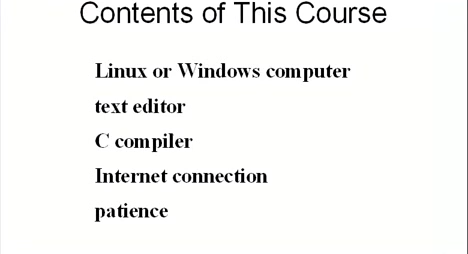 Contents of This Course
Linux or Windows computer
text editor
C compiler
Internet connection
patience